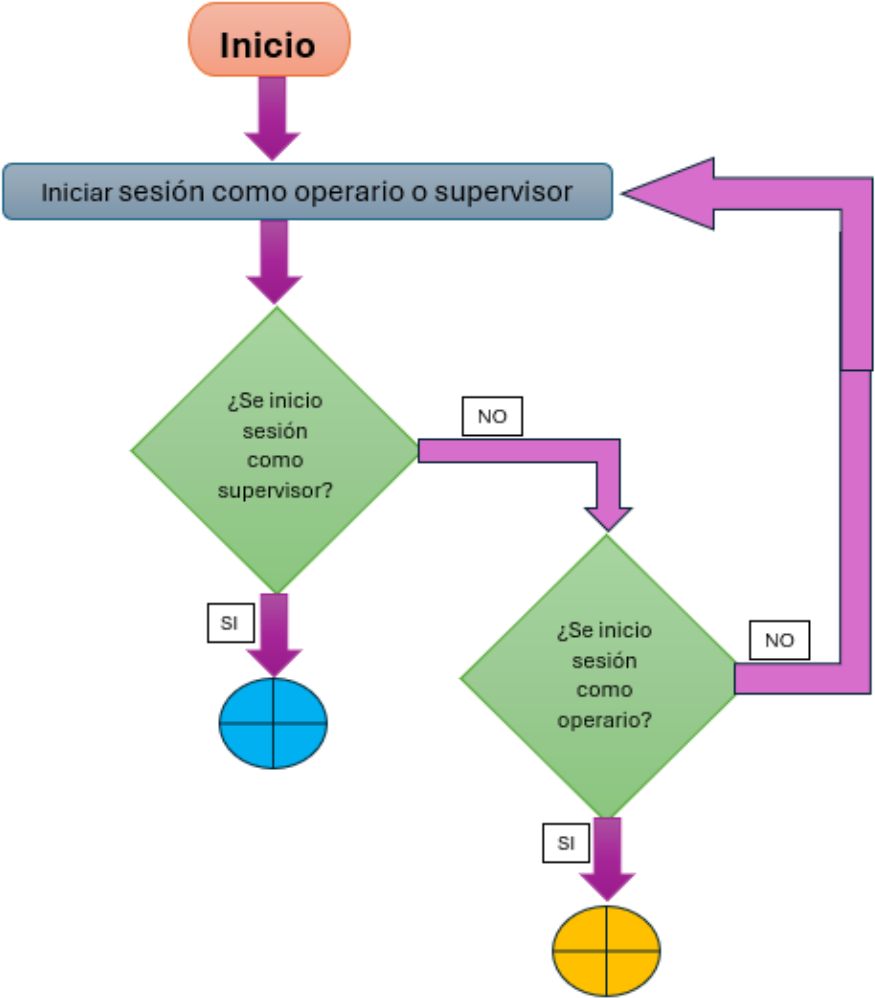 Inicio
Iniciar sesión como operario o supervisor
¿Se inicio
sesión
como
supervisor?
NO
SI
¿Se inicio
sesión
como
operario?
NO
SI